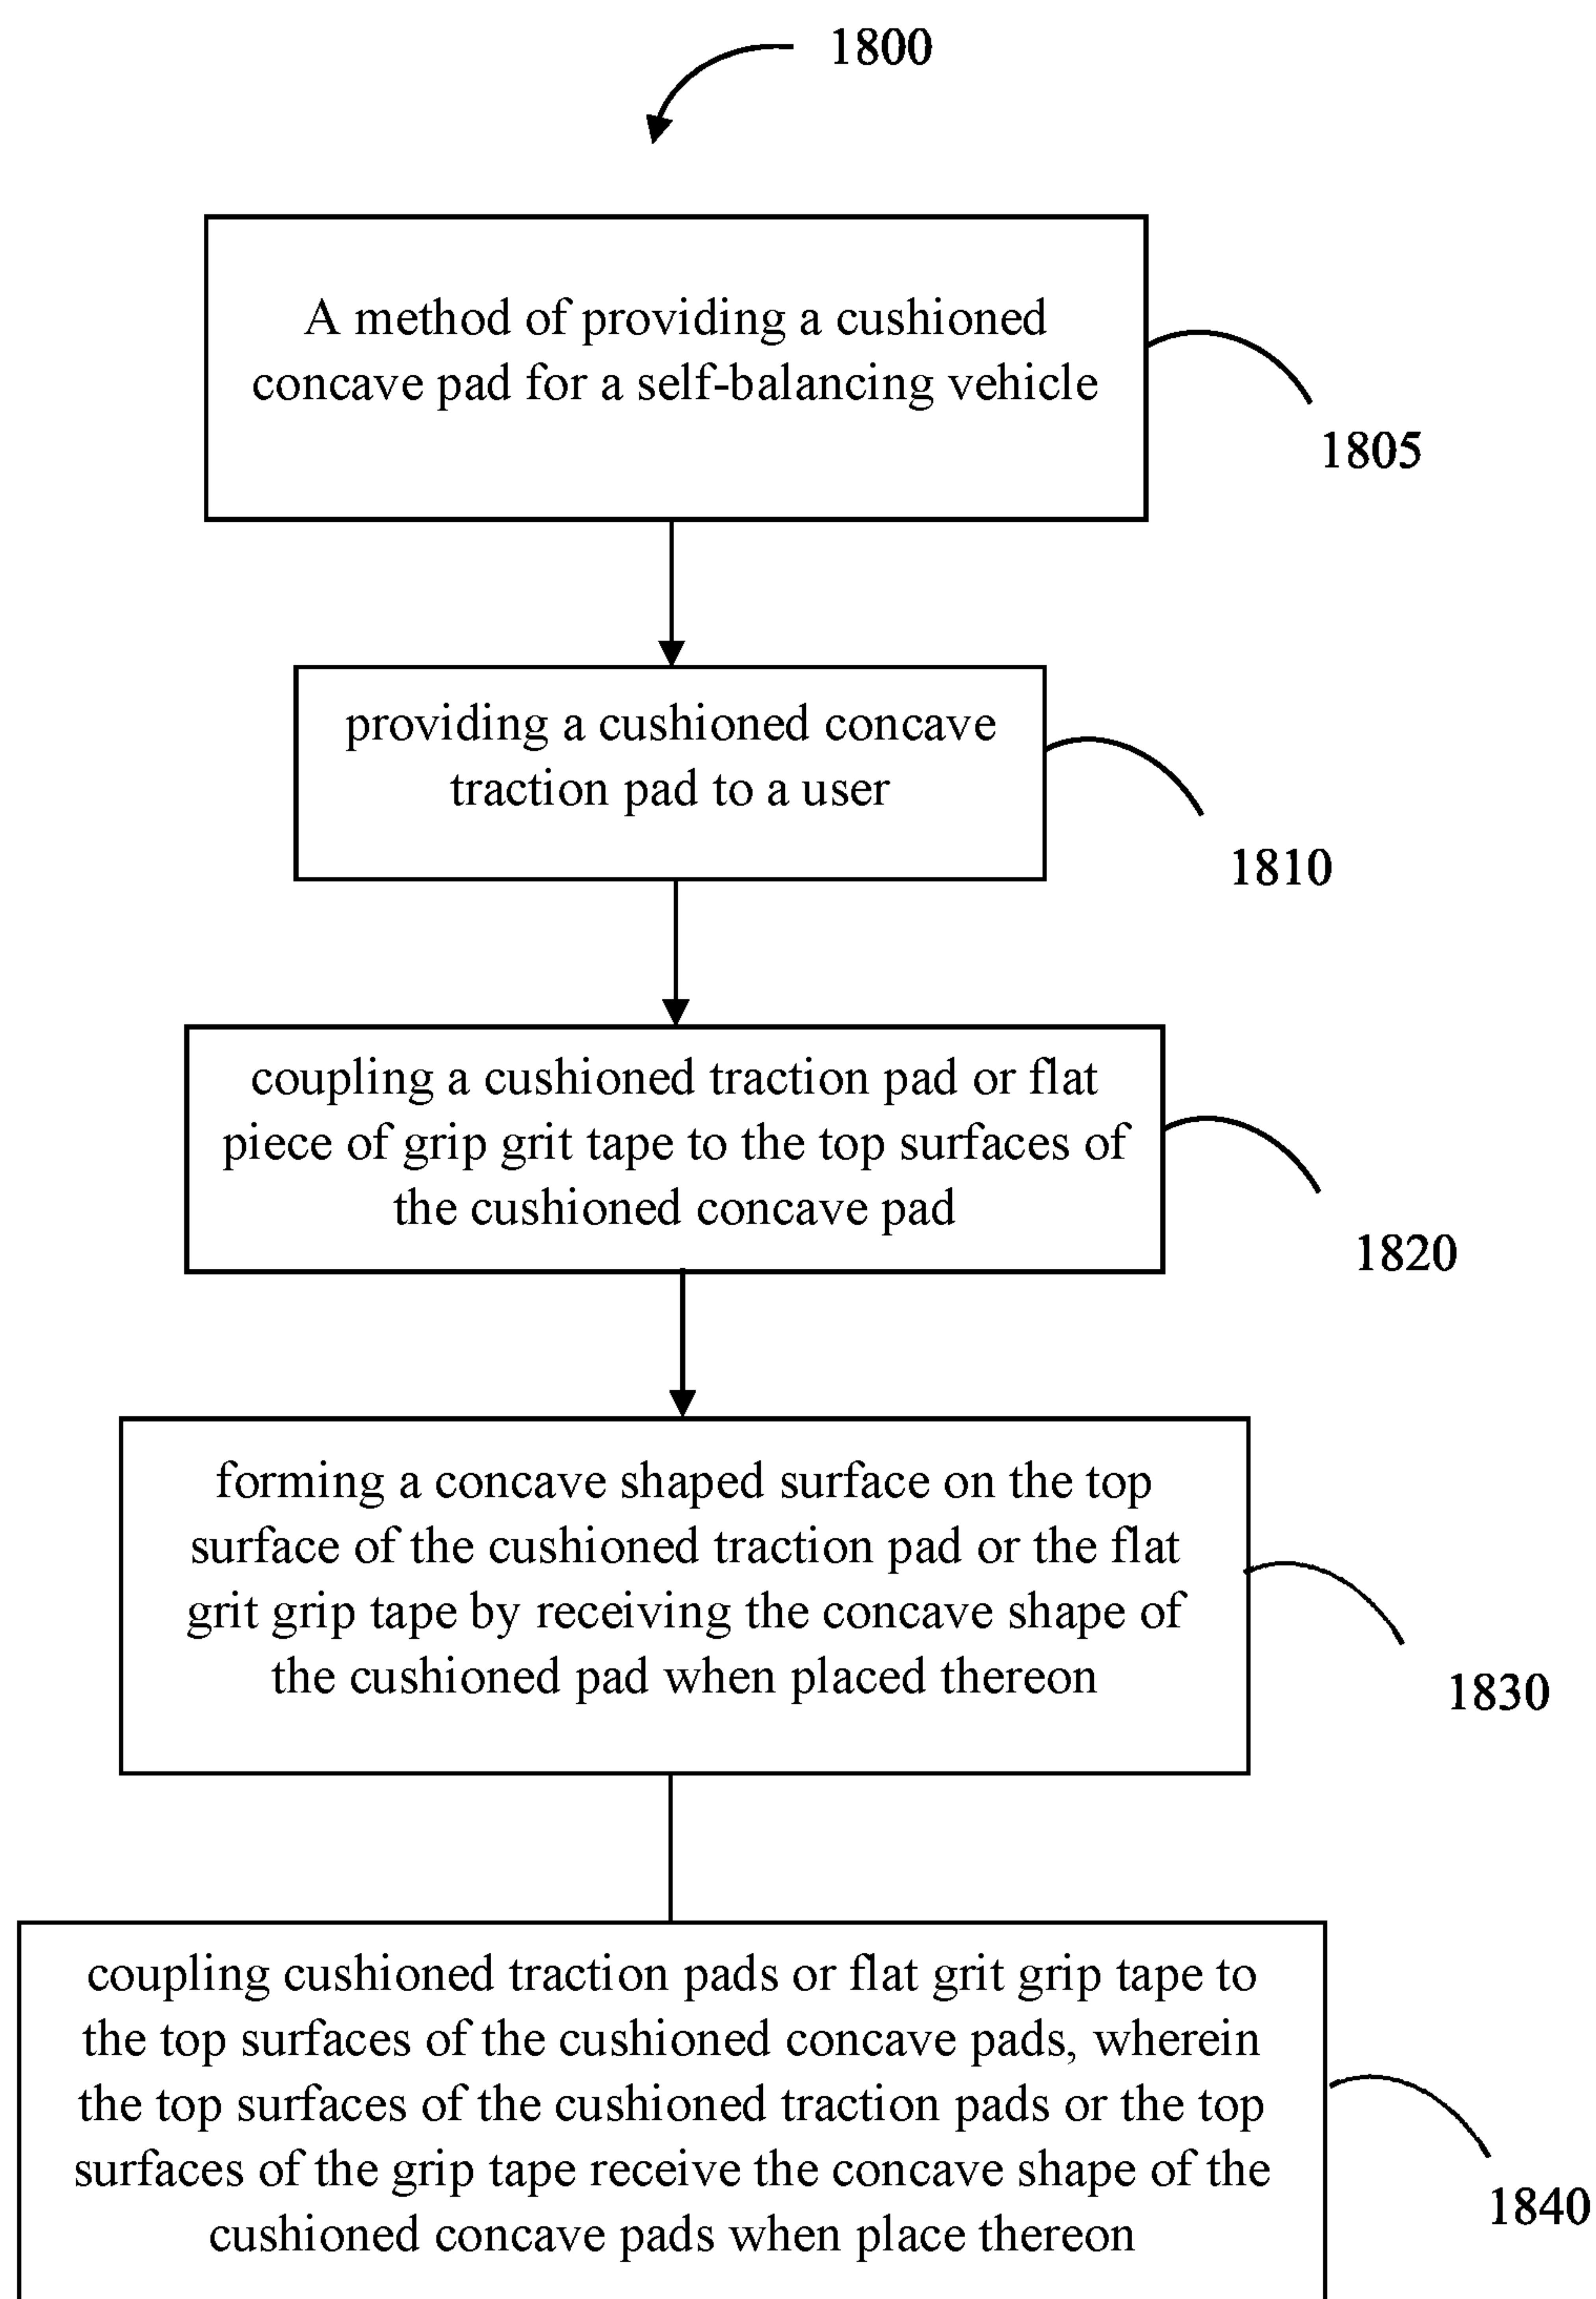 1800
A method of providing a cushioned
concave pad for a self-balancing vehicle
1805
providing a cushioned concave
traction pad to a user
1810
coupling a cushioned traction pad or flat
piece of grip grit tape to the top surfaces of
the cushioned concave pad
1820
forming a concave shaped surface on the top
surface of the cushioned traction pad or the flat
grit grip tape by receiving the concave shape of
the cushioned pad when placed thereon
1830
coupling cushioned traction pads or flat grit grip tape to
the top surfaces of the cushioned concave pads, wherein
the top surfaces of the cushioned traction pads or the top
surfaces of the grip tape receive the concave shape of the
cushioned concave pads when place thereon
1840